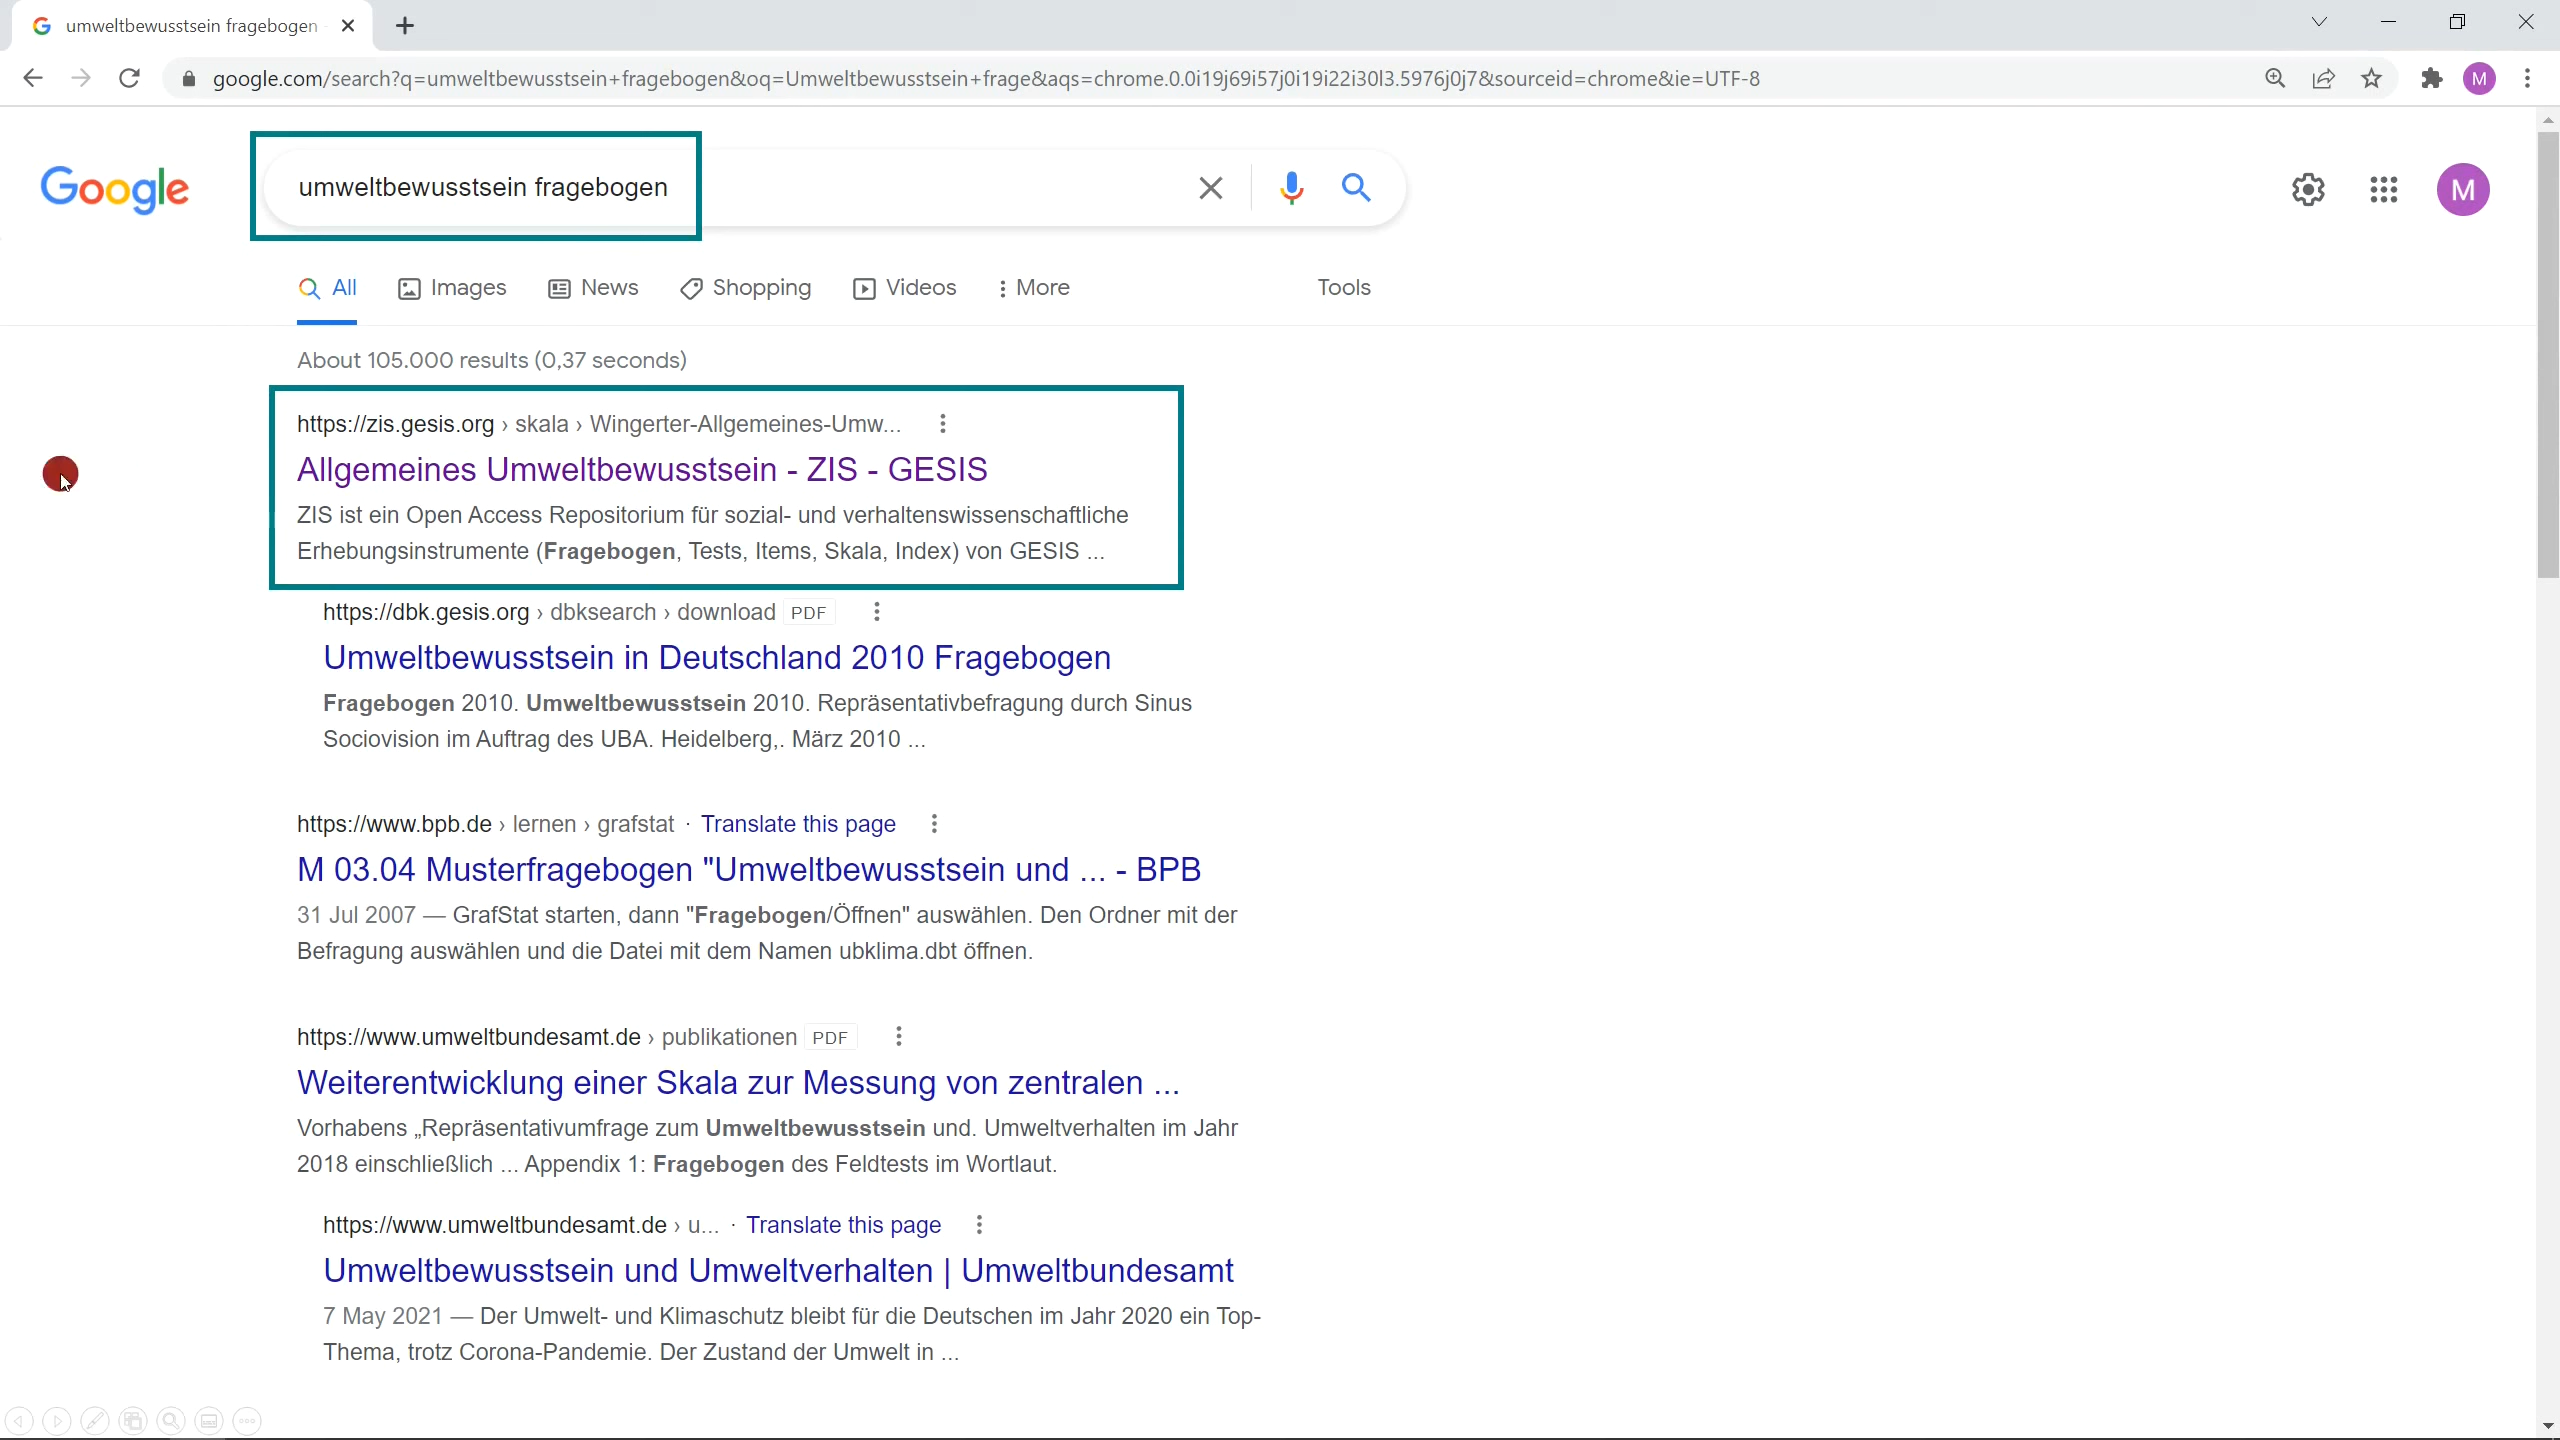 umweltbewusstsein fragebogen
google.com/search?q=umweltbewusstsein+fragebogen&oq=Umweltbewusstsein+frage&aqs=chrome.0.0i19j69i57j0i19i22i30l3.5976j0j7&sourceid=chrome&ie=UTF-8
M
Google
umweltbewusstsein fragebogen
M
All Images News Shopping Videos More Tools
About 105.000 results (0,37 seconds)
https://zis.gesis.org › skala › Wingerter-Allgemeines-Umw...
Allgemeines Umweltbewusstsein - ZIS - GESIS
ZIS ist ein Open Access Repositorium für sozial- und verhaltenswissenschaftliche
Erhebungsinstrumente (Fragebogen, Tests, Items, Skala, Index) von GESIS ...
https://dbk.gesis.org › dbksearch › download PDF
Umweltbewusstsein in Deutschland 2010 Fragebogen
Fragebogen 2010. Umweltbewusstsein 2010. Repräsentativbefragung durch Sinus
Sociovision im Auftrag des UBA. Heidelberg,. März 2010 ...
https://www.bpb.de › lernen › grafstat · Translate this page
M 03.04 Musterfragebogen "Umweltbewusstsein und ... - BPB
31 Jul 2007 — GrafStat starten, dann "Fragebogen/Öffnen" auswählen. Den Ordner mit der
Befragung auswählen und die Datei mit dem Namen ubklima.dbt öffnen.
https://www.umweltbundesamt.de › publikationen PDF
Weiterentwicklung einer Skala zur Messung von zentralen ...
Vorhabens „Repräsentativumfrage zum Umweltbewusstsein und. Umweltverhalten im Jahr
2018 einschließlich ... Appendix 1: Fragebogen des Feldtests im Wortlaut.
https://www.umweltbundesamt.de › u... · Translate this page
Umweltbewusstsein und Umweltverhalten | Umweltbundesamt
7 May 2021 — Der Umwelt- und Klimaschutz bleibt für die Deutschen im Jahr 2020 ein Top-
Thema, trotz Corona-Pandemie. Der Zustand der Umwelt in ...